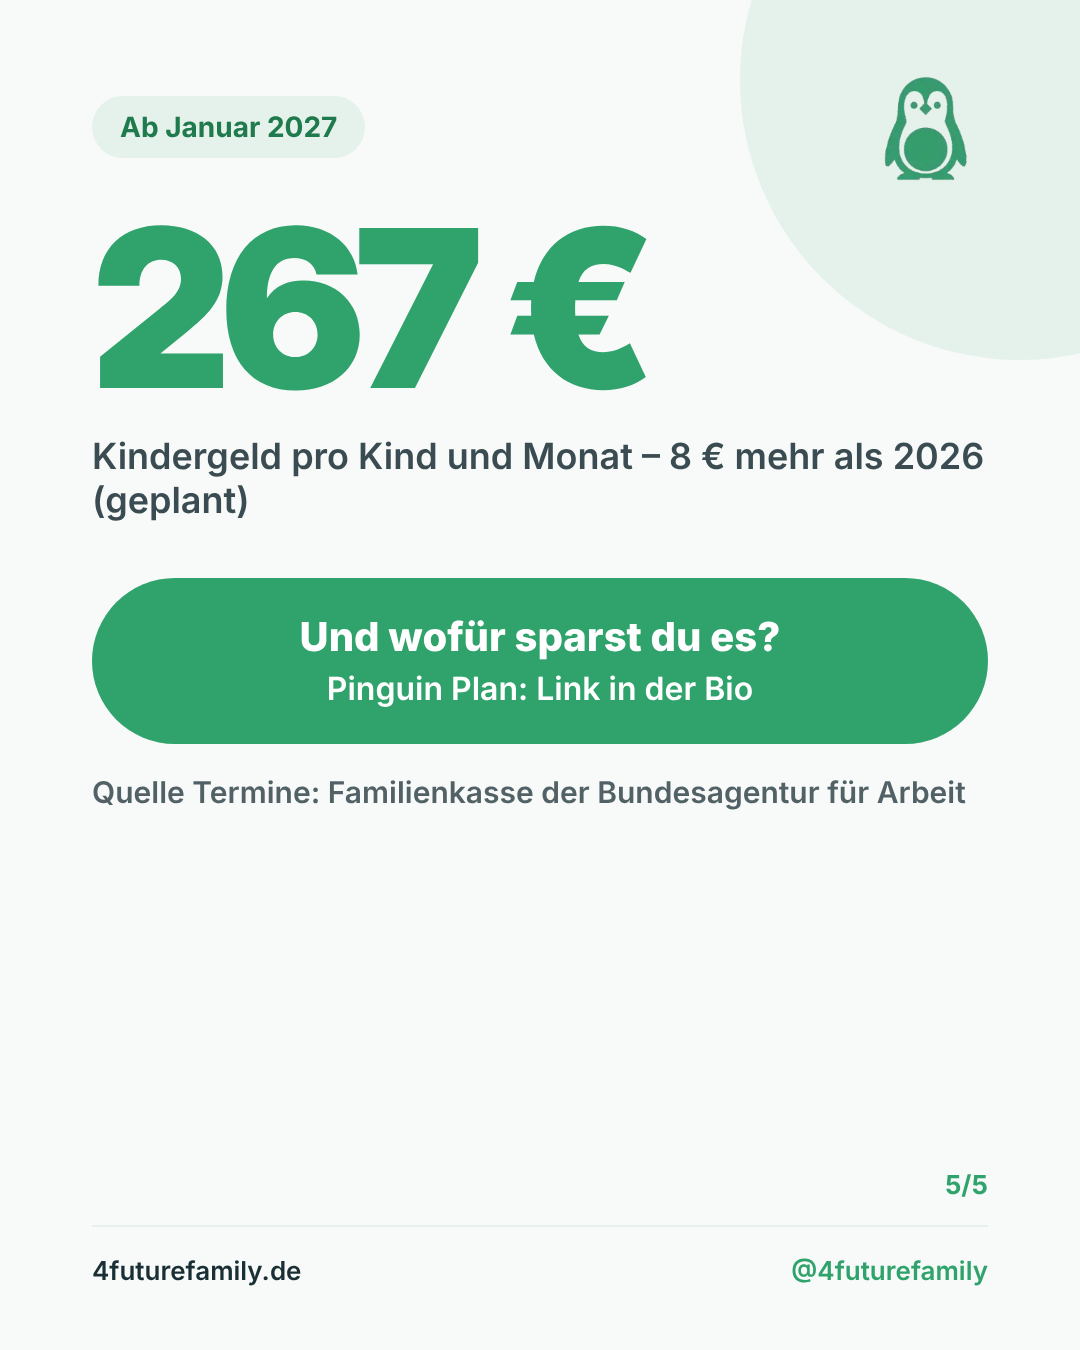 Ab Januar 2027
267 €
Kindergeld pro Kind und Monat – 8 € mehr als 2026
(geplant)
Und wofür sparst du es?
Pinguin Plan: Link in der Bio
Quelle Termine: Familienkasse der Bundesagentur für Arbeit
5/5
4futurefamily.de
@4futurefamily